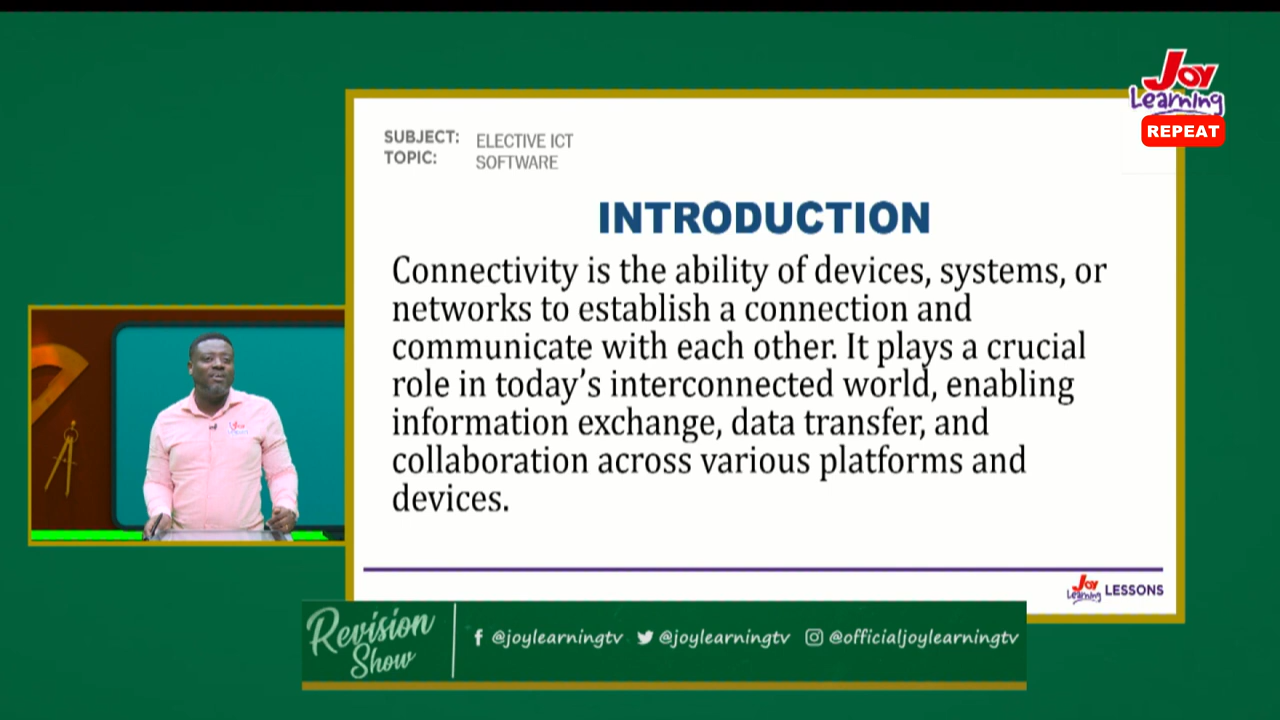 Joy
Learning
REPEAT
SUBJECT: ELECTIVE ICT
TOPIC: SOFTWARE
INTRODUCTION
Connectivity is the ability of devices, systems, or
networks to establish a connection and
communicate with each other. It plays a crucial
role in today’s interconnected world, enabling
information exchange, data transfer, and
collaboration across various platforms and
devices.
Joy
Learning LESSONS
Revision
Show
@joylearningtv @joylearningtv @officialjoylearningtv